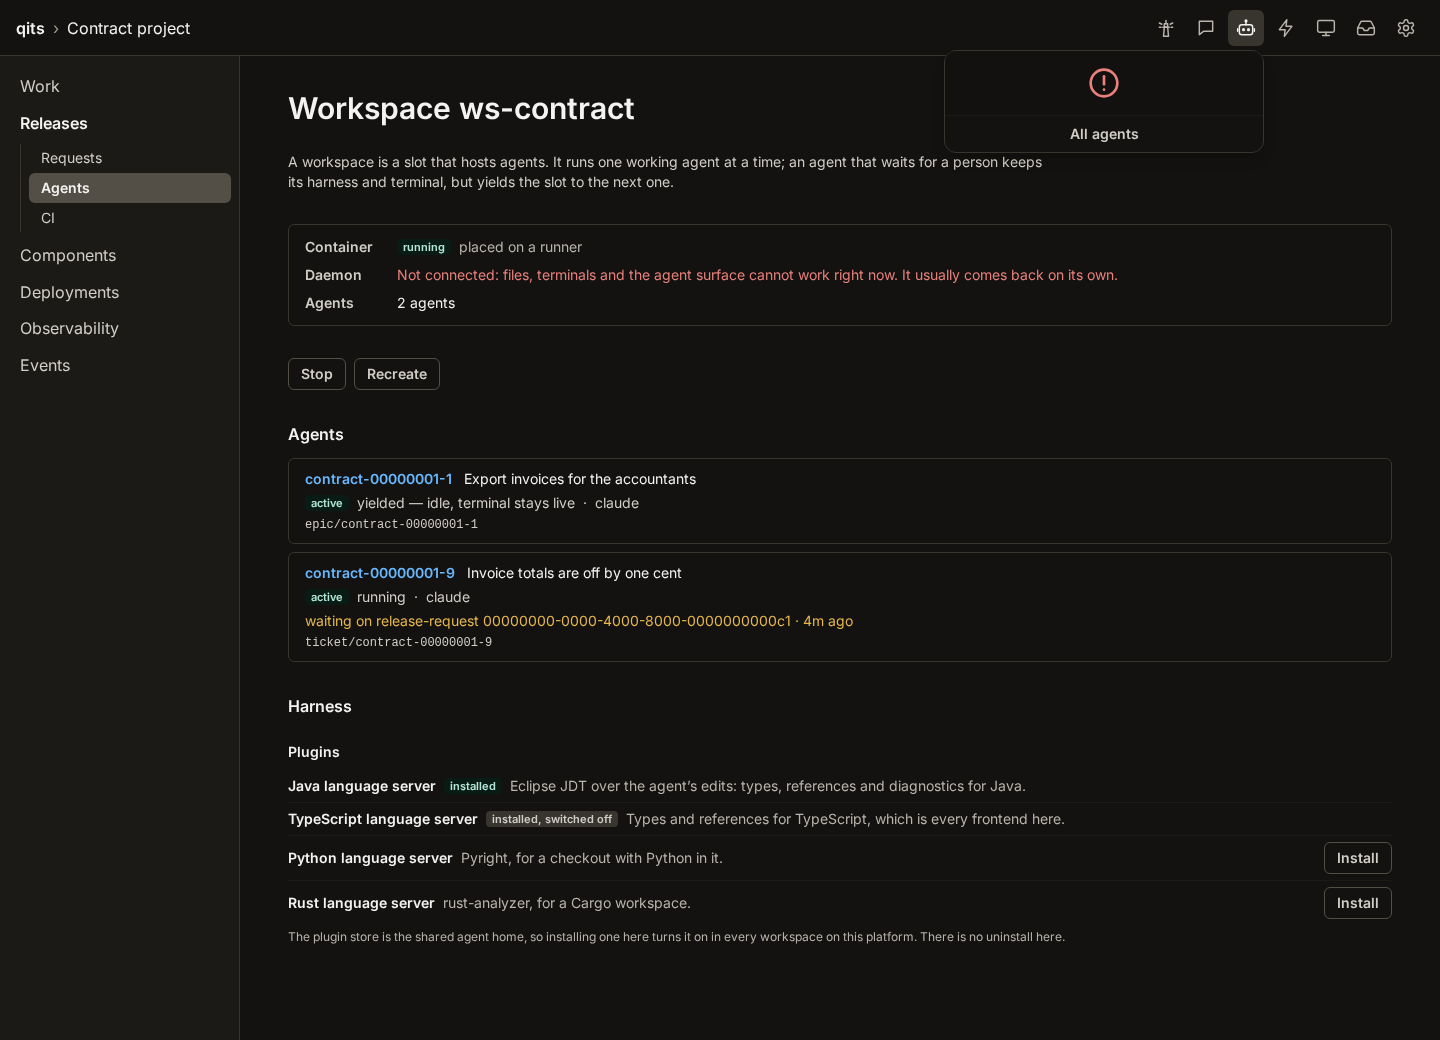 qits › Contract project
All agents
Work
Releases
Requests
Agents
CI
Components
Deployments
Observability
Events
Workspace ws-contract
A workspace is a slot that hosts agents. It runs one working agent at a time; an agent that waits for a person keeps
its harness and terminal, but yields the slot to the next one.
Container running placed on a runner
Daemon Not connected: files, terminals and the agent surface cannot work right now. It usually comes back on its own.
Agents 2 agents
Stop Recreate
Agents
contract-00000001-1 Export invoices for the accountants
active yielded — idle, terminal stays live · claude
epic/contract-00000001-1
contract-00000001-9 Invoice totals are off by one cent
active running · claude
waiting on release-request 00000000-0000-4000-8000-0000000000c1 · 4m ago
ticket/contract-00000001-9
Harness
Plugins
Java language server installed Eclipse JDT over the agent’s edits: types, references and diagnostics for Java.
TypeScript language server installed, switched off Types and references for TypeScript, which is every frontend here.
Python language server Pyright, for a checkout with Python in it. Install
Rust language server rust-analyzer, for a Cargo workspace. Install
The plugin store is the shared agent home, so installing one here turns it on in every workspace on this platform. There is no uninstall here.